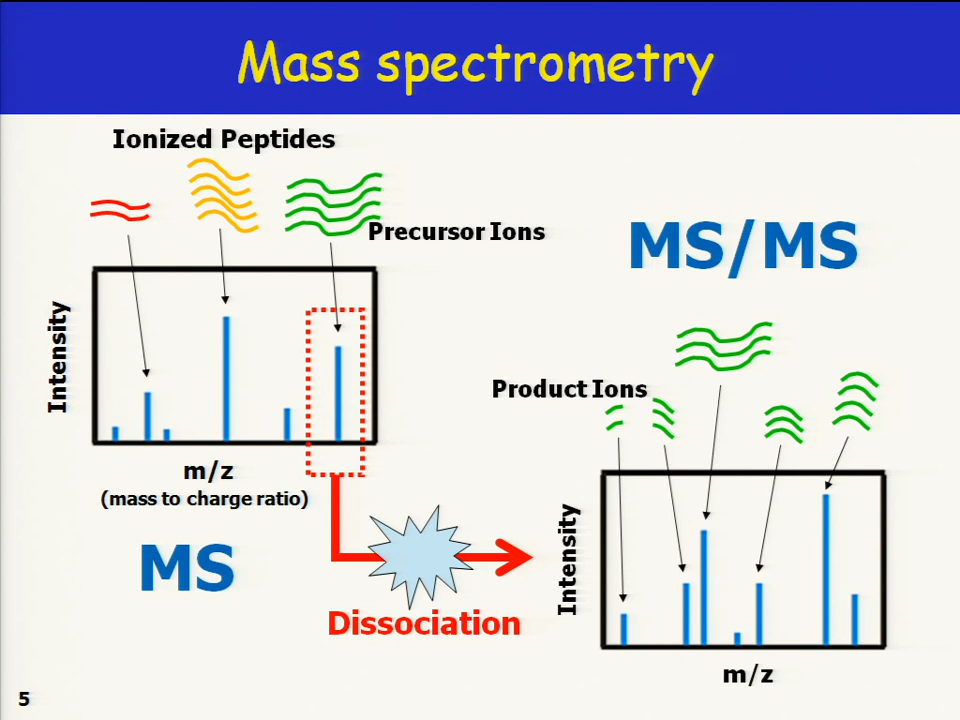 Mass spectrometry
Ionized Peptides
Precursor Ions
MS/MS
Intensity
Product Ions
m/z
(mass to charge ratio)
MS
Intensity
Dissociation
m/z
5